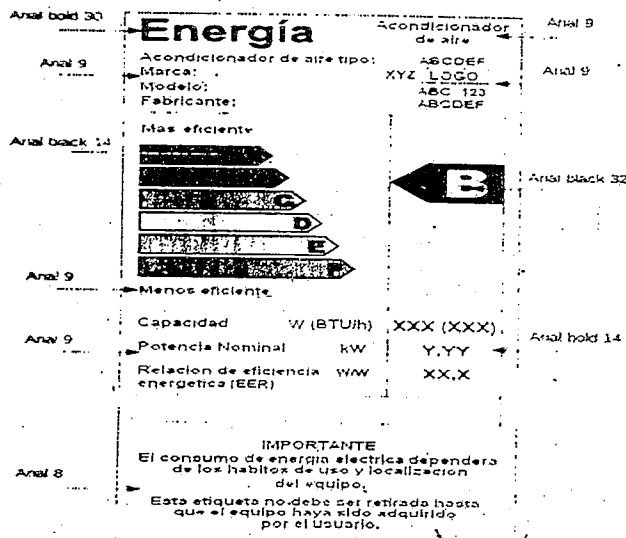 Arial bold 30
Energía
Acondicionador
de aire
Arial 9
Arial 9
Acondicionador de aire tipo:
Marca:
Modelo:
Fabricante:
ABCDEF
XYZ LOGO
ABC 123
ABCDEF
Arial 9
Mas eficiente
Arial black 14
C
D
E
F
B
Arial black 32
Arial 9
Menos eficiente
Capacidad W (BTU/h) XXX (XXX)
Arial 9
Potencia Nominal kW Y.YY
Arial bold 14
Relacion de eficiencia W/W XX.X
energetica (EER)
IMPORTANTE
El consumo de energia electrica dependera
de los habitos de uso y localizacion
del equipo.
Arial 8
Esta etiqueta no debe ser retirada hasta
que el equipo haya sido adquirido
por el usuario.